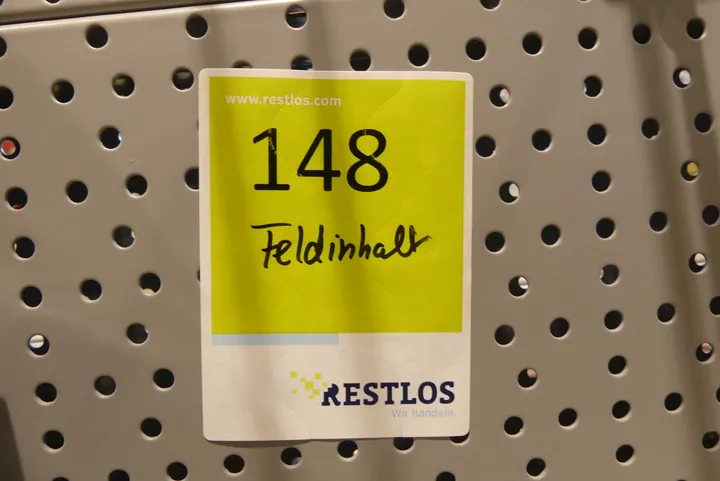 www.restlos.com
148
Feldinhalt
RESTLOS
Wir handeln.